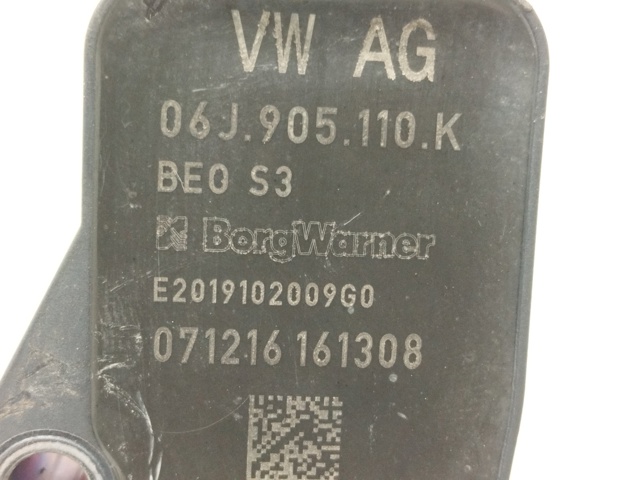 VW AG
06J.905.110.K
BEO S3
BorgWarner
E2019102009G0
071216 161308